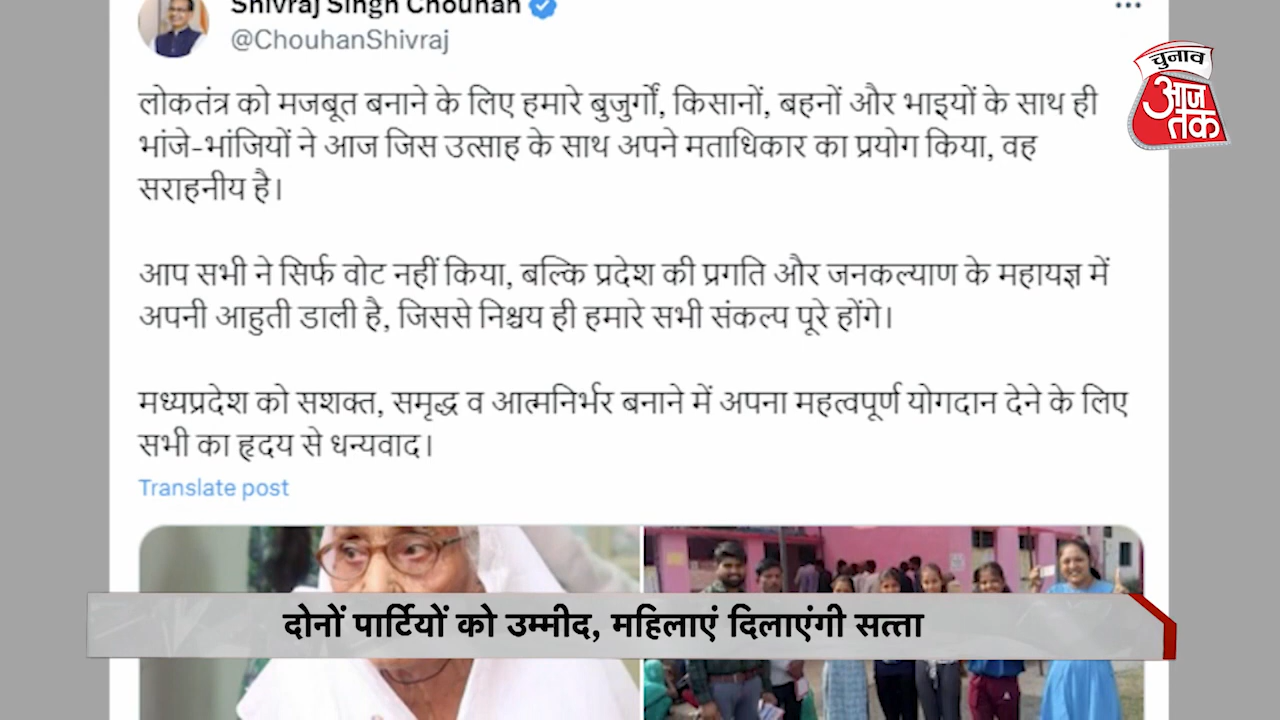 Shivraj Singh Chouhan
@ChouhanShivraj
चुनाव
आज
तक
लोकतंत्र को मजबूत बनाने के लिए हमारे बुजुर्गों, किसानों, बहनों और भाइयों के साथ ही
भांजे-भांजियों ने आज जिस उत्साह के साथ अपने मताधिकार का प्रयोग किया, वह
सराहनीय है।
आप सभी ने सिर्फ वोट नहीं किया, बल्कि प्रदेश की प्रगति और जनकल्याण के महायज्ञ में
अपनी आहुती डाली है, जिससे निश्चय ही हमारे सभी संकल्प पूरे होंगे।
मध्यप्रदेश को सशक्त, समृद्ध व आत्मनिर्भर बनाने में अपना महत्वपूर्ण योगदान देने के लिए
सभी का हृदय से धन्यवाद।
Translate post
दोनों पार्टियों को उम्मीद, महिलाएं दिलाएंगी सत्ता